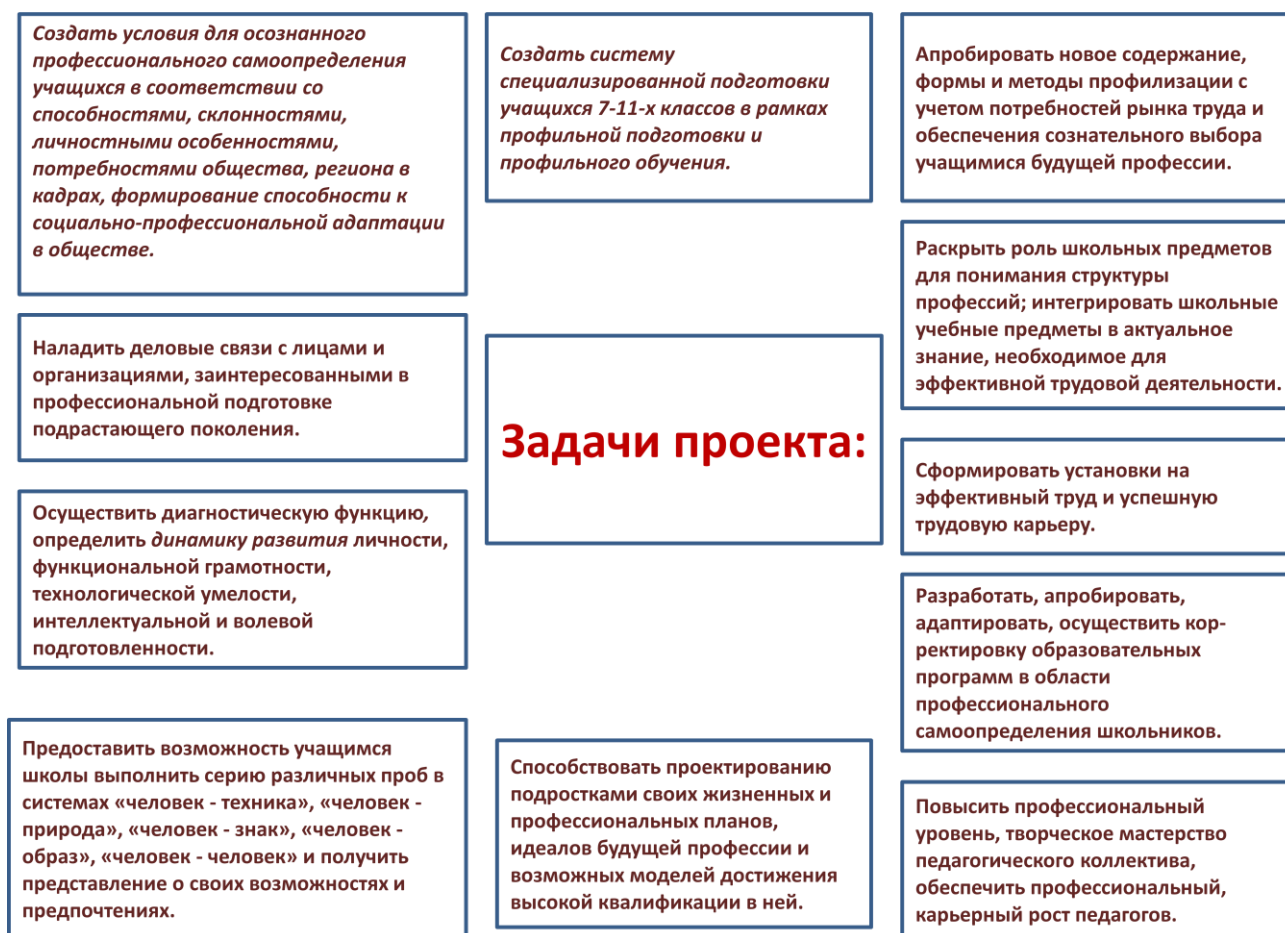 Создать условия для осознанного
профессионального самоопределения
учащихся в соответствии со
способностями, склонностями,
личностными особенностями,
потребностями общества, региона в
кадрах, формирование способности к
социально-профессиональной адаптации
в обществе.
Создать систему
специализированной подготовки
учащихся 7-11-х классов в рамках
профильной подготовки и
профильного обучения.
Апробировать новое содержание,
формы и методы профилизации с
учетом потребностей рынка труда и
обеспечения сознательного выбора
учащимися будущей профессии.
Наладить деловые связи с лицами и
организациями, заинтересованными в
профессиональной подготовке
подрастающего поколения.
Задачи проекта:
Раскрыть роль школьных предметов
для понимания структуры
профессий; интегрировать школьные
учебные предметы в актуальное
знание, необходимое для
эффективной трудовой деятельности.
Осуществить диагностическую функцию,
определить динамику развития личности,
функциональной грамотности,
технологической умелости,
интеллектуальной и волевой
подготовленности.
Сформировать установки на
эффективный труд и успешную
трудовую карьеру.
Разработать, апробировать,
адаптировать, осуществить кор-
ректировку образовательных
программ в области
профессионального
самоопределения школьников.
Предоставить возможность учащимся
школы выполнить серию различных проб в
системах «человек - техника», «человек -
природа», «человек - знак», «человек -
образ», «человек - человек» и получить
представление о своих возможностях и
предпочтениях.
Способствовать проектированию
подростками своих жизненных и
профессиональных планов,
идеалов будущей профессии и
возможных моделей достижения
высокой квалификации в ней.
Повысить профессиональный
уровень, творческое мастерство
педагогического коллектива,
обеспечить профессиональный,
карьерный рост педагогов.